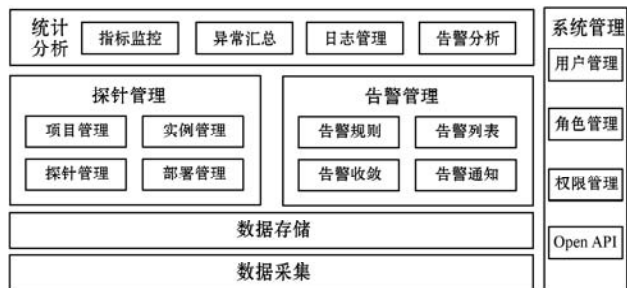 统计
分析
指标监控
异常汇总
日志管理
告警分析
探针管理
项目管理
实例管理
探针管理
部署管理
告警管理
告警规则
告警列表
告警收敛
告警通知
数据存储
数据采集
系统管理
用户管理
角色管理
权限管理
Open API